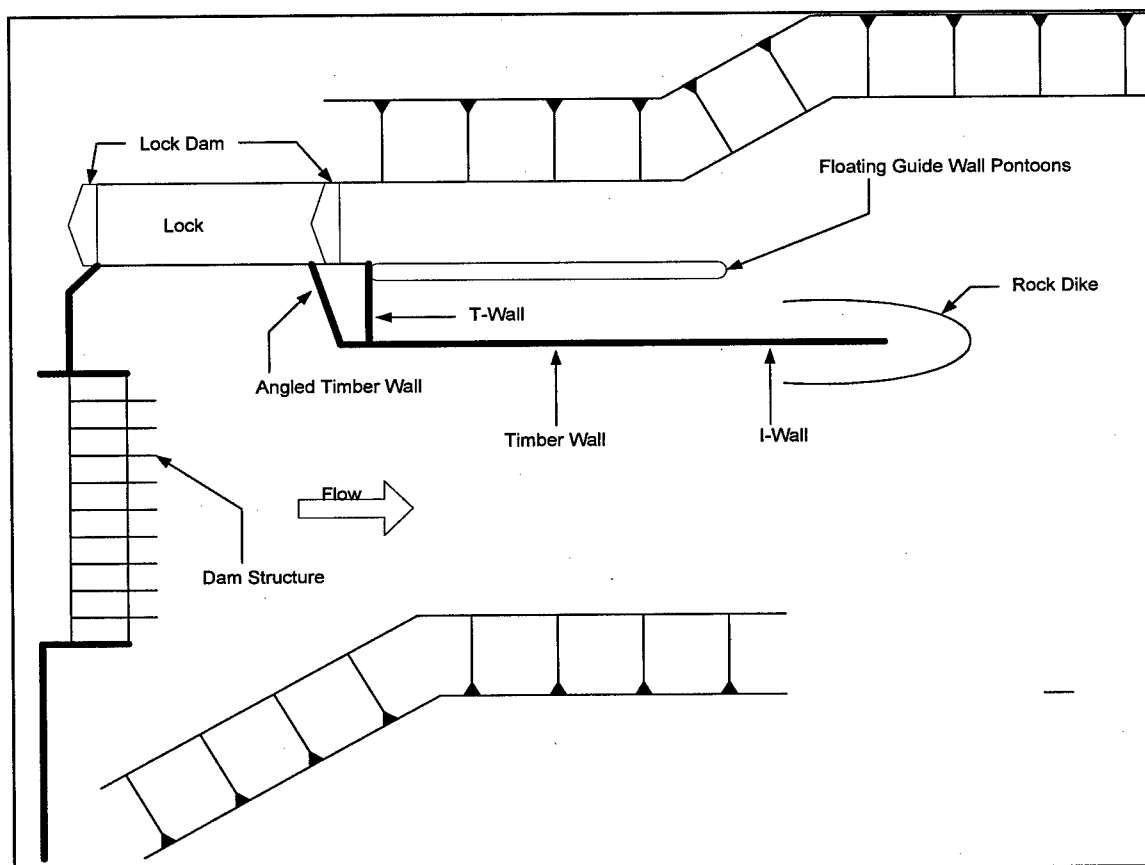 Lock Dam
Floating Guide Wall Pontoons
Lock
Rock Dike
T-Wall
Angled Timber Wall
Timber Wall
I-Wall
Flow
Dam Structure